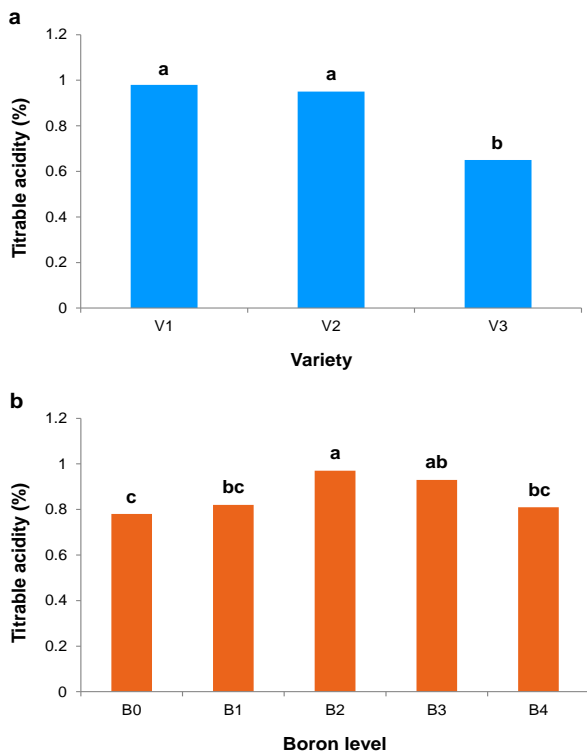 a
Titrable acidity (%)
1.2
1
0.8
0.6
0.4
0.2
0
a
a
b
V1
V2
V3
Variety
b
Titrable acidity (%)
1.2
1
0.8
0.6
0.4
0.2
0
c
bc
a
ab
bc
B0
B1
B2
B3
B4
Boron level